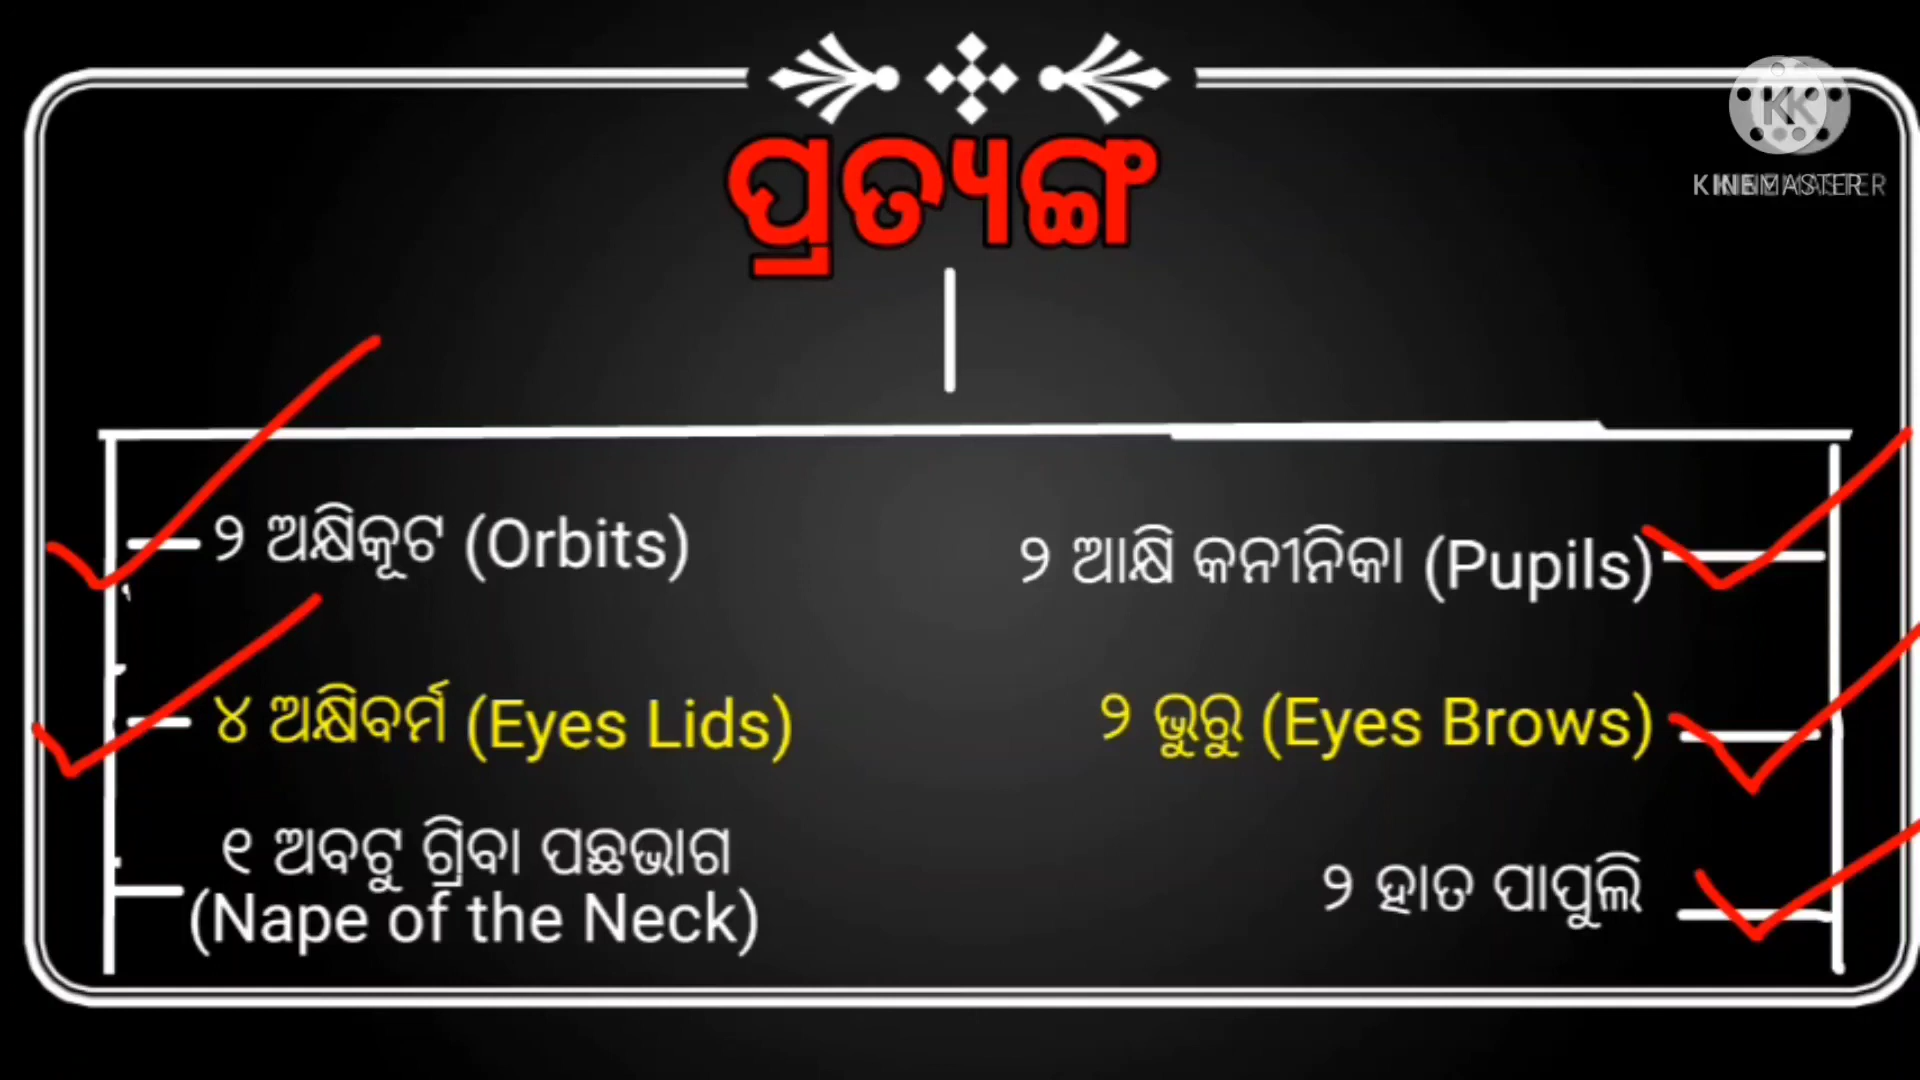 ପ୍ରତ୍ୟଙ୍ଗ
KINEMASTER
୨ ଅକ୍ଷିକୂଟ (Orbits)
୨ ଆକ୍ଷି କନୀନିକା (Pupils)
୪ ଅକ୍ଷିବର୍ମ (Eyes Lids)
୨ ଭୁରୁ (Eyes Brows)
୧ ଅବଟୁ ଗ୍ରିବା ପଛଭାଗ
(Nape of the Neck)
୨ ହାତ ପାପୁଲି